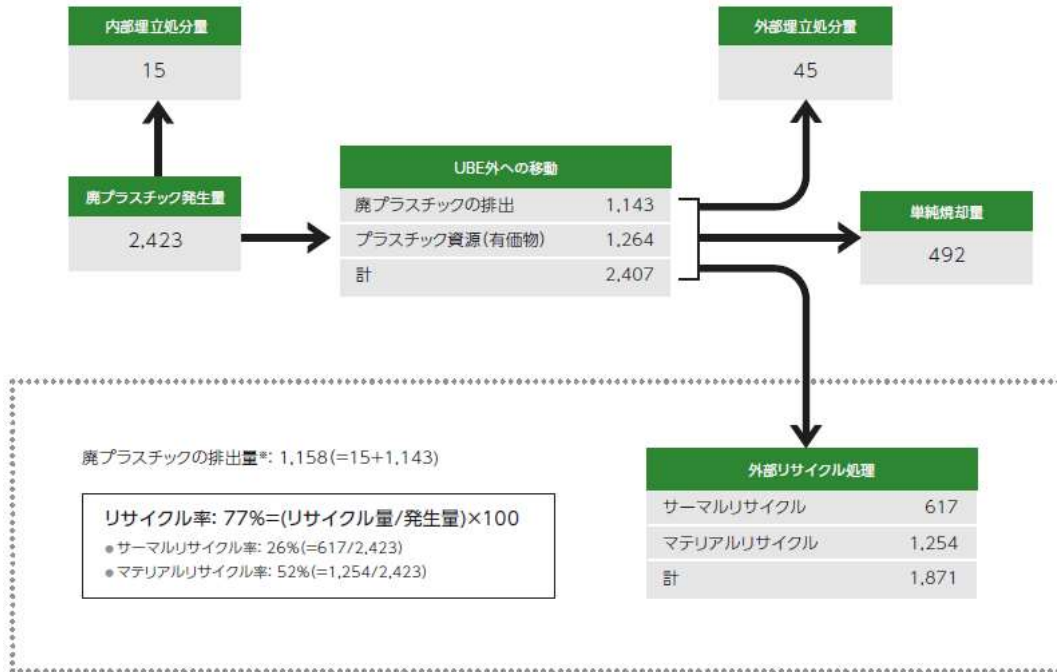 内部埋立処分量
15
外部埋立処分量
45
廃プラスチック発生量
2,423
UBE外への移動
廃プラスチックの排出 1,143
プラスチック資源(有価物) 1,264
計 2,407
単純焼却量
492
廃プラスチックの排出量※: 1,158(=15+1,143)
リサイクル率: 77%=(リサイクル量/発生量)×100
●サーマルリサイクル率: 26%(=617/2,423)
●マテリアルリサイクル率: 52%(=1,254/2,423)
外部リサイクル処理
サーマルリサイクル 617
マテリアルリサイクル 1,254
計 1,871